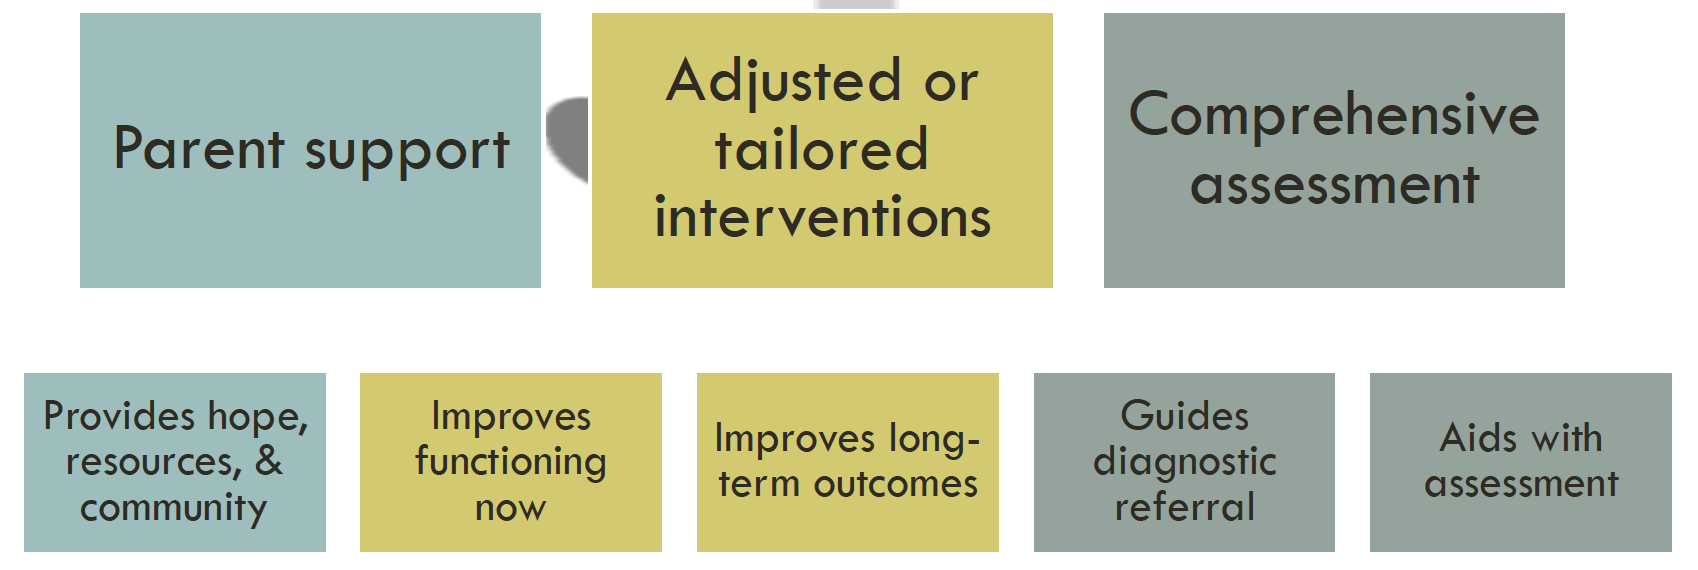 Parent support
Adjusted or
tailored
interventions
Comprehensive
assessment
Provides hope,
resources, &
community
Improves
functioning
now
Improves long-
term outcomes
Guides
diagnostic
referral
Aids with
assessment